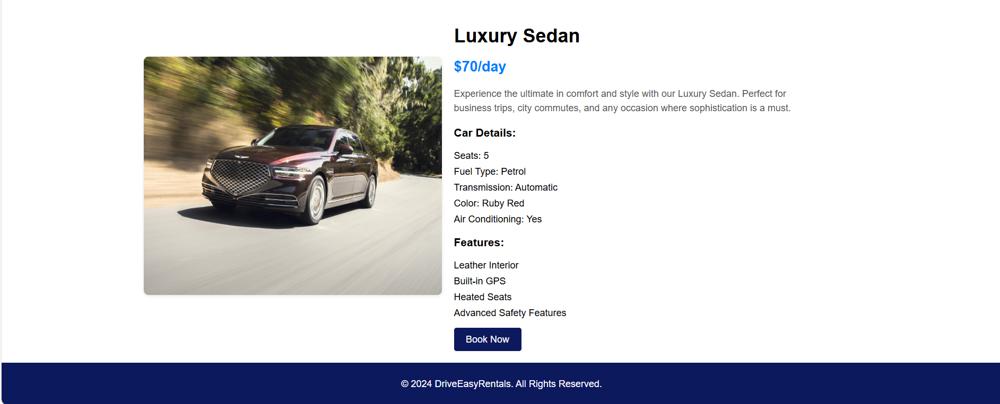 Luxury Sedan
$70/day
Experience the ultimate in comfort and style with our Luxury Sedan. Perfect for
business trips, city commutes, and any occasion where sophistication is a must.
Car Details:
Seats: 5
Fuel Type: Petrol
Transmission: Automatic
Color: Ruby Red
Air Conditioning: Yes
Features:
Leather Interior
Built-in GPS
Heated Seats
Advanced Safety Features
Book Now
© 2024 DriveEasyRentals. All Rights Reserved.